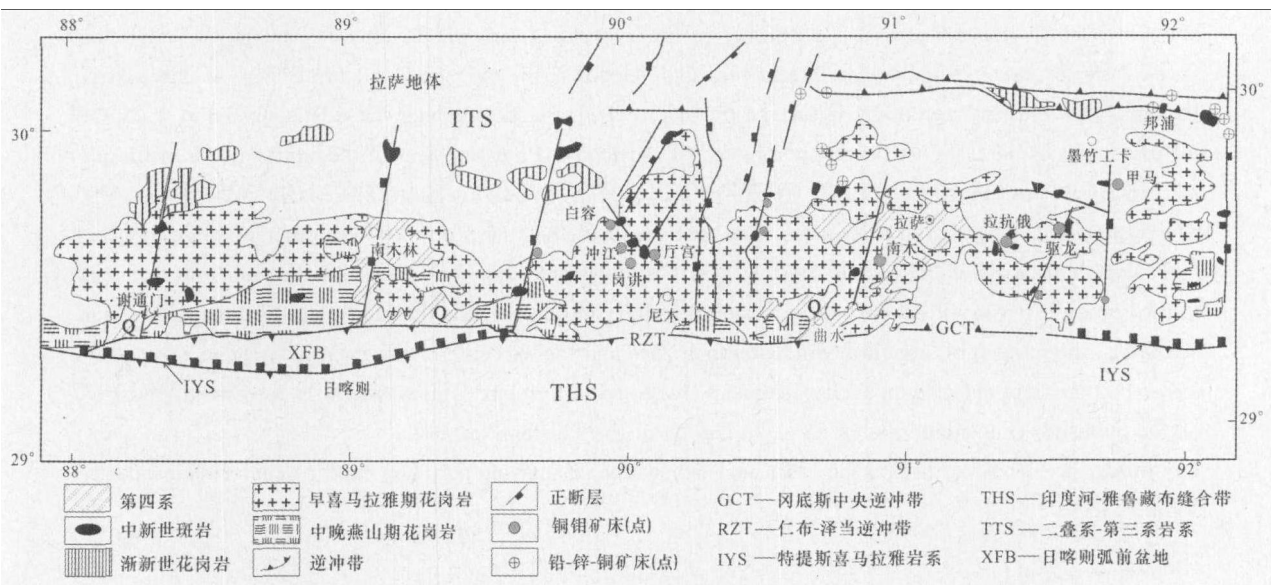 88° 89° 90° 91° 92°
拉萨地体
TTS
30° 30°
邦浦
墨竹工卡
甲马
白容
拉萨
拉抗俄
南木林
冲江
厅宫
南木
驱龙
岗讲
谢通门
尼木
Q
Q
Q
曲水
RZT
GCT
XFB
IYS
日喀则
THS
IYS
29° 29°
88° 89° 90° 91° 92°
第四系
早喜马拉雅期花岗岩
正断层
GCT—冈底斯中央逆冲带
THS—印度河-雅鲁藏布缝合带
中新世斑岩
中晚燕山期花岗岩
铜钼矿床(点)
RZT—仁布-泽当逆冲带
TTS—二叠系-第三系岩系
渐新世花岗岩
逆冲带
铅-锌-铜矿床(点)
IYS—特提斯喜马拉雅岩系
XFB—日喀则弧前盆地